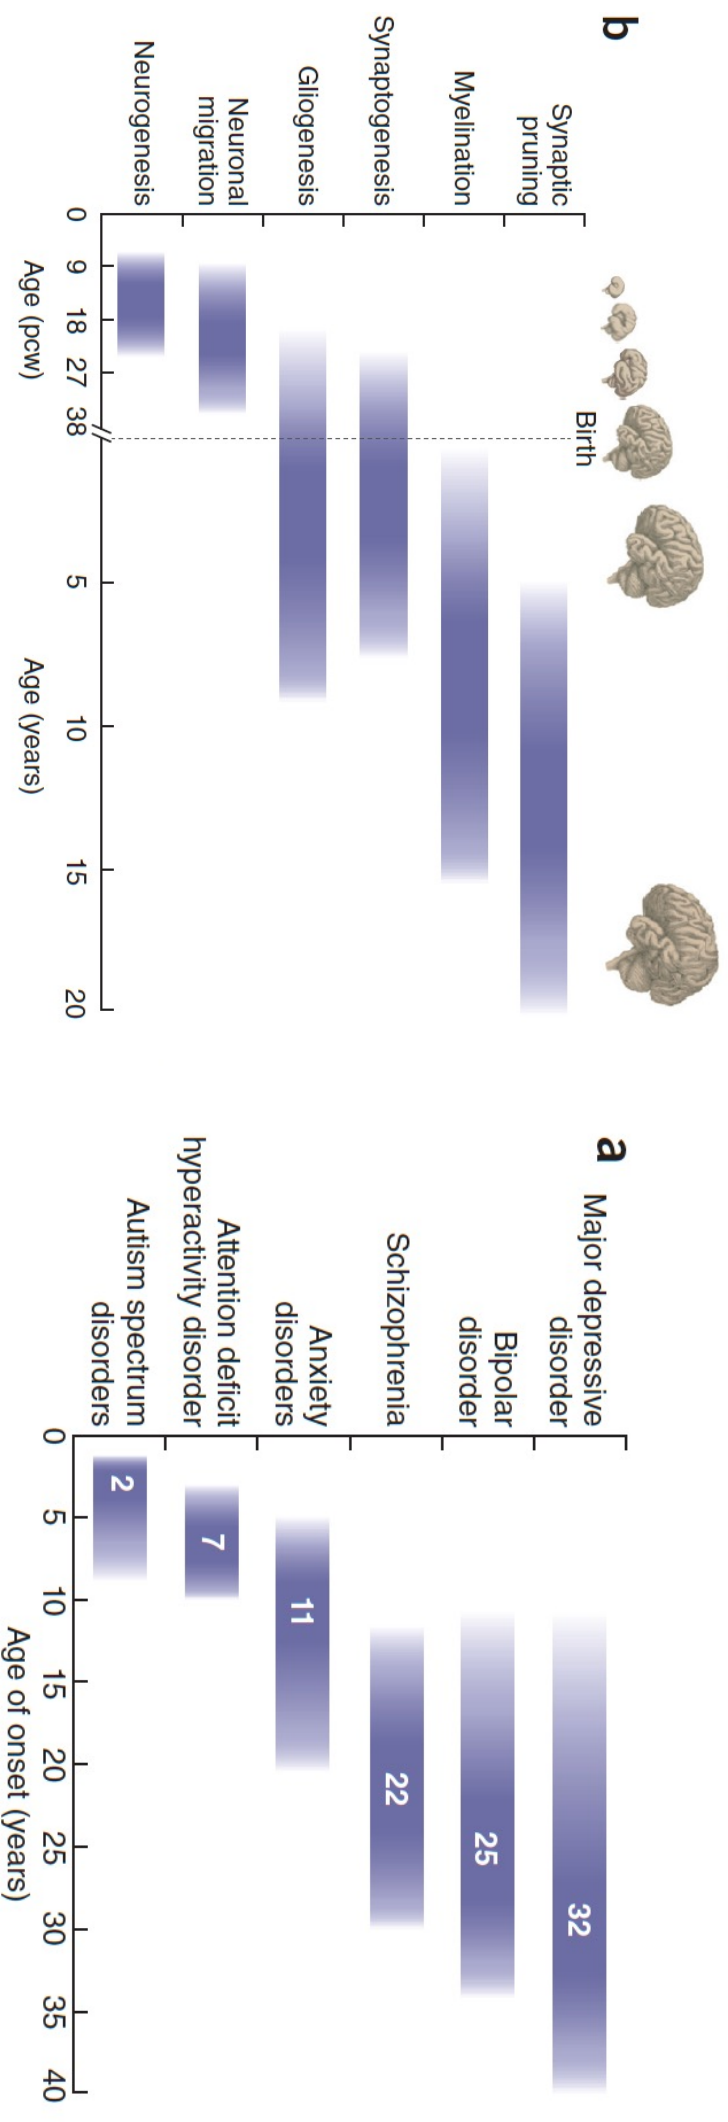 a
Major depressive
disorder
Bipolar
disorder
Schizophrenia
Anxiety
disorders
Attention deficit
hyperactivity disorder
Autism spectrum
disorders
32
25
22
11
7
2
0 5 10 15 20 25 30 35 40
Age of onset (years)
b
Birth
Synaptic
pruning
Myelination
Synaptogenesis
Gliogenesis
Neuronal
migration
Neurogenesis
0 9 18 27 38 5 10 15 20
Age (pcw) Age (years)